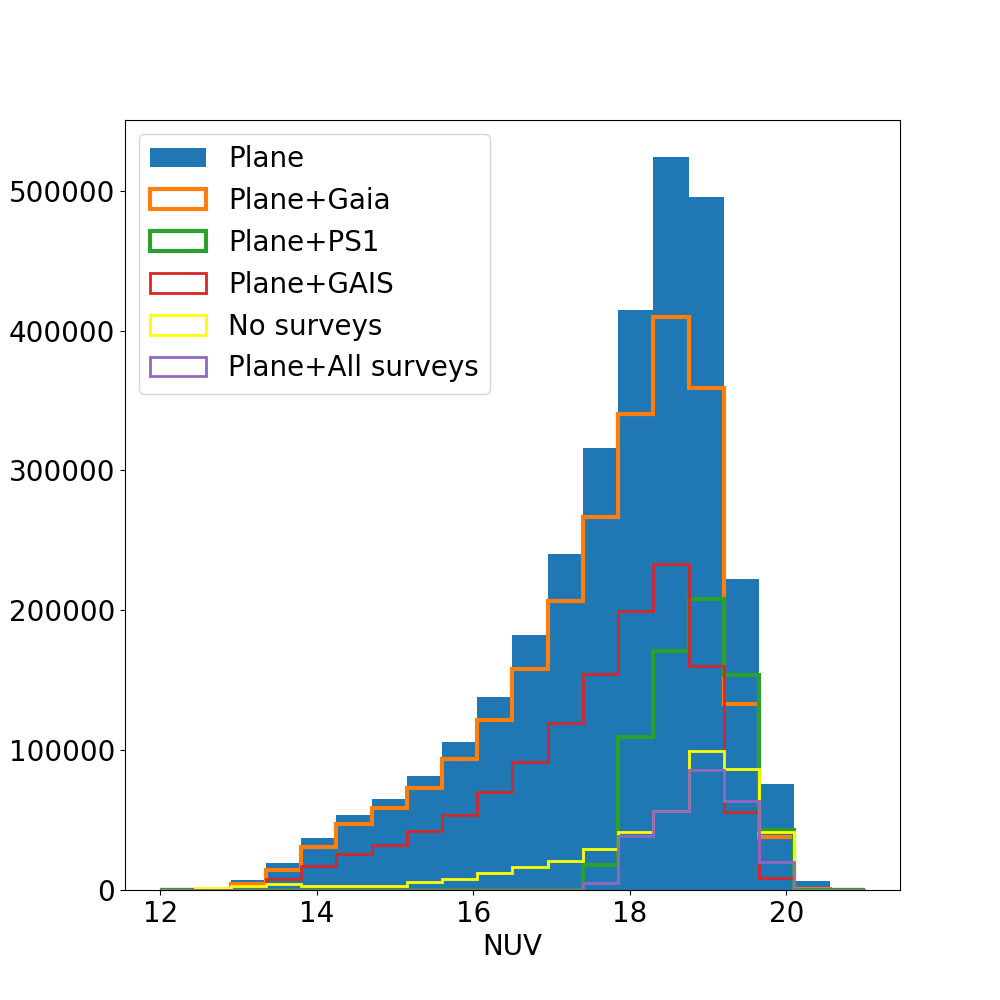 Plane
Plane+Gaia
Plane+PS1
Plane+GAIS
No surveys
Plane+All surveys
500000
400000
300000
200000
100000
0
12 14 16 18 20
NUV